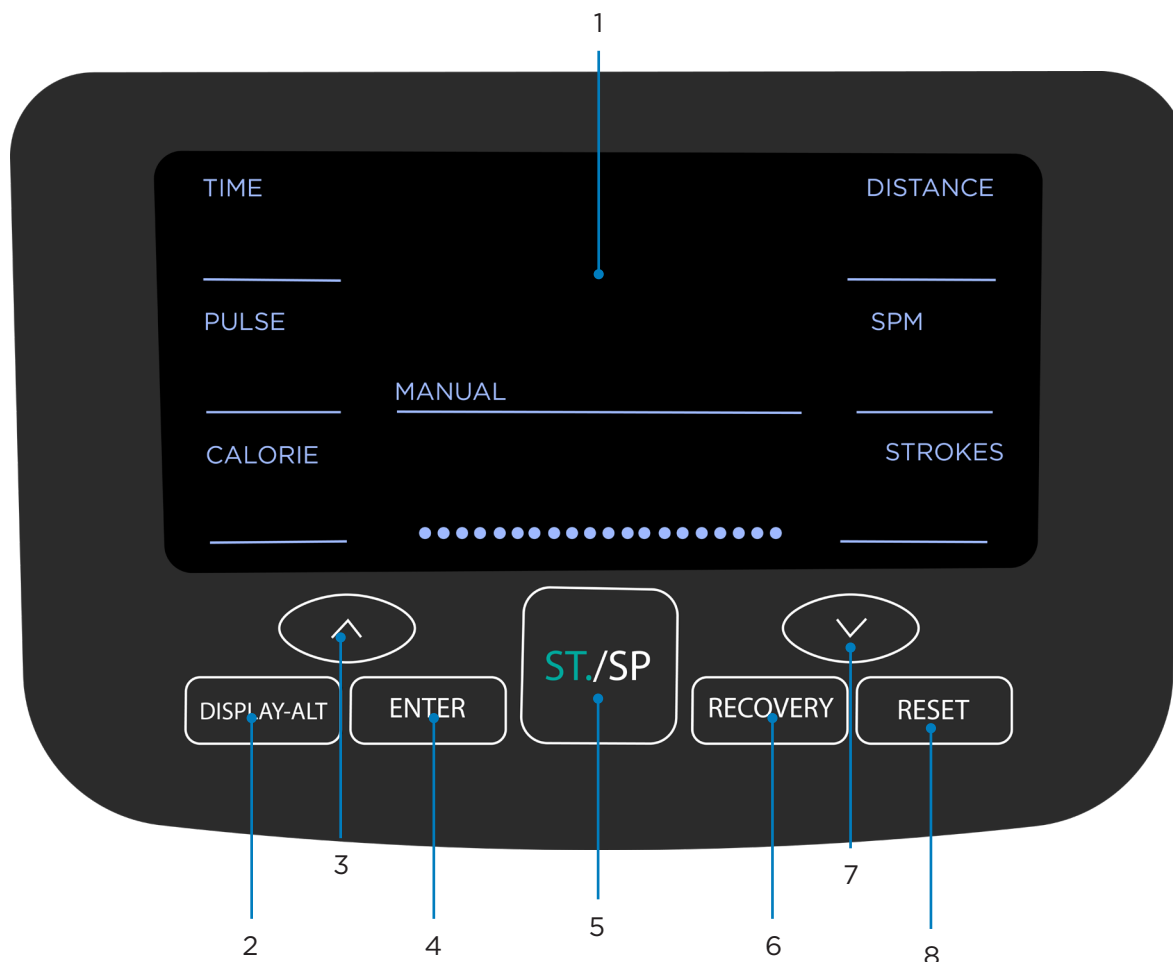 1
TIME
DISTANCE
PULSE
SPM
MANUAL
CALORIE
STROKES
ST./SP
DISPLAY-ALT
ENTER
RECOVERY
RESET
3
7
5
2
4
6
8